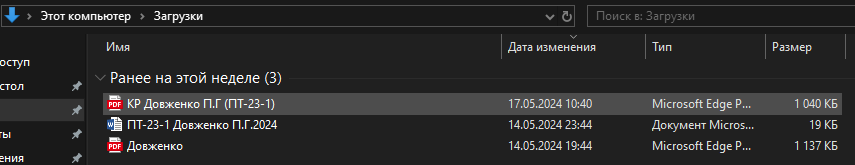 Этот компьютер > Загрузки
Поиск в: Загрузки
Имя Дата изменения Тип Размер
оступ
стол
ты
ения
Ранее на этой неделе (3)
КР Довженко П.Г (ПТ-23-1) 17.05.2024 10:40 Microsoft Edge P... 1 040 КБ
ПТ-23-1 Довженко П.Г.2024 14.05.2024 23:44 Документ Micros... 19 КБ
Довженко 14.05.2024 19:44 Microsoft Edge P... 1 137 КБ